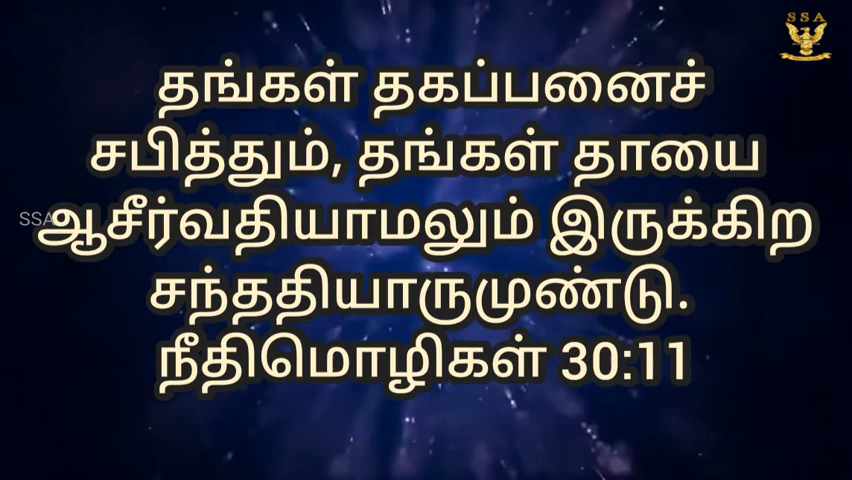 SSA
தங்கள் தகப்பனைச்
சபித்தும், தங்கள் தாயை
SSA
ஆசீர்வதியாமலும் இருக்கிற
சந்ததியாருமுண்டு.
நீதிமொழிகள் 30:11